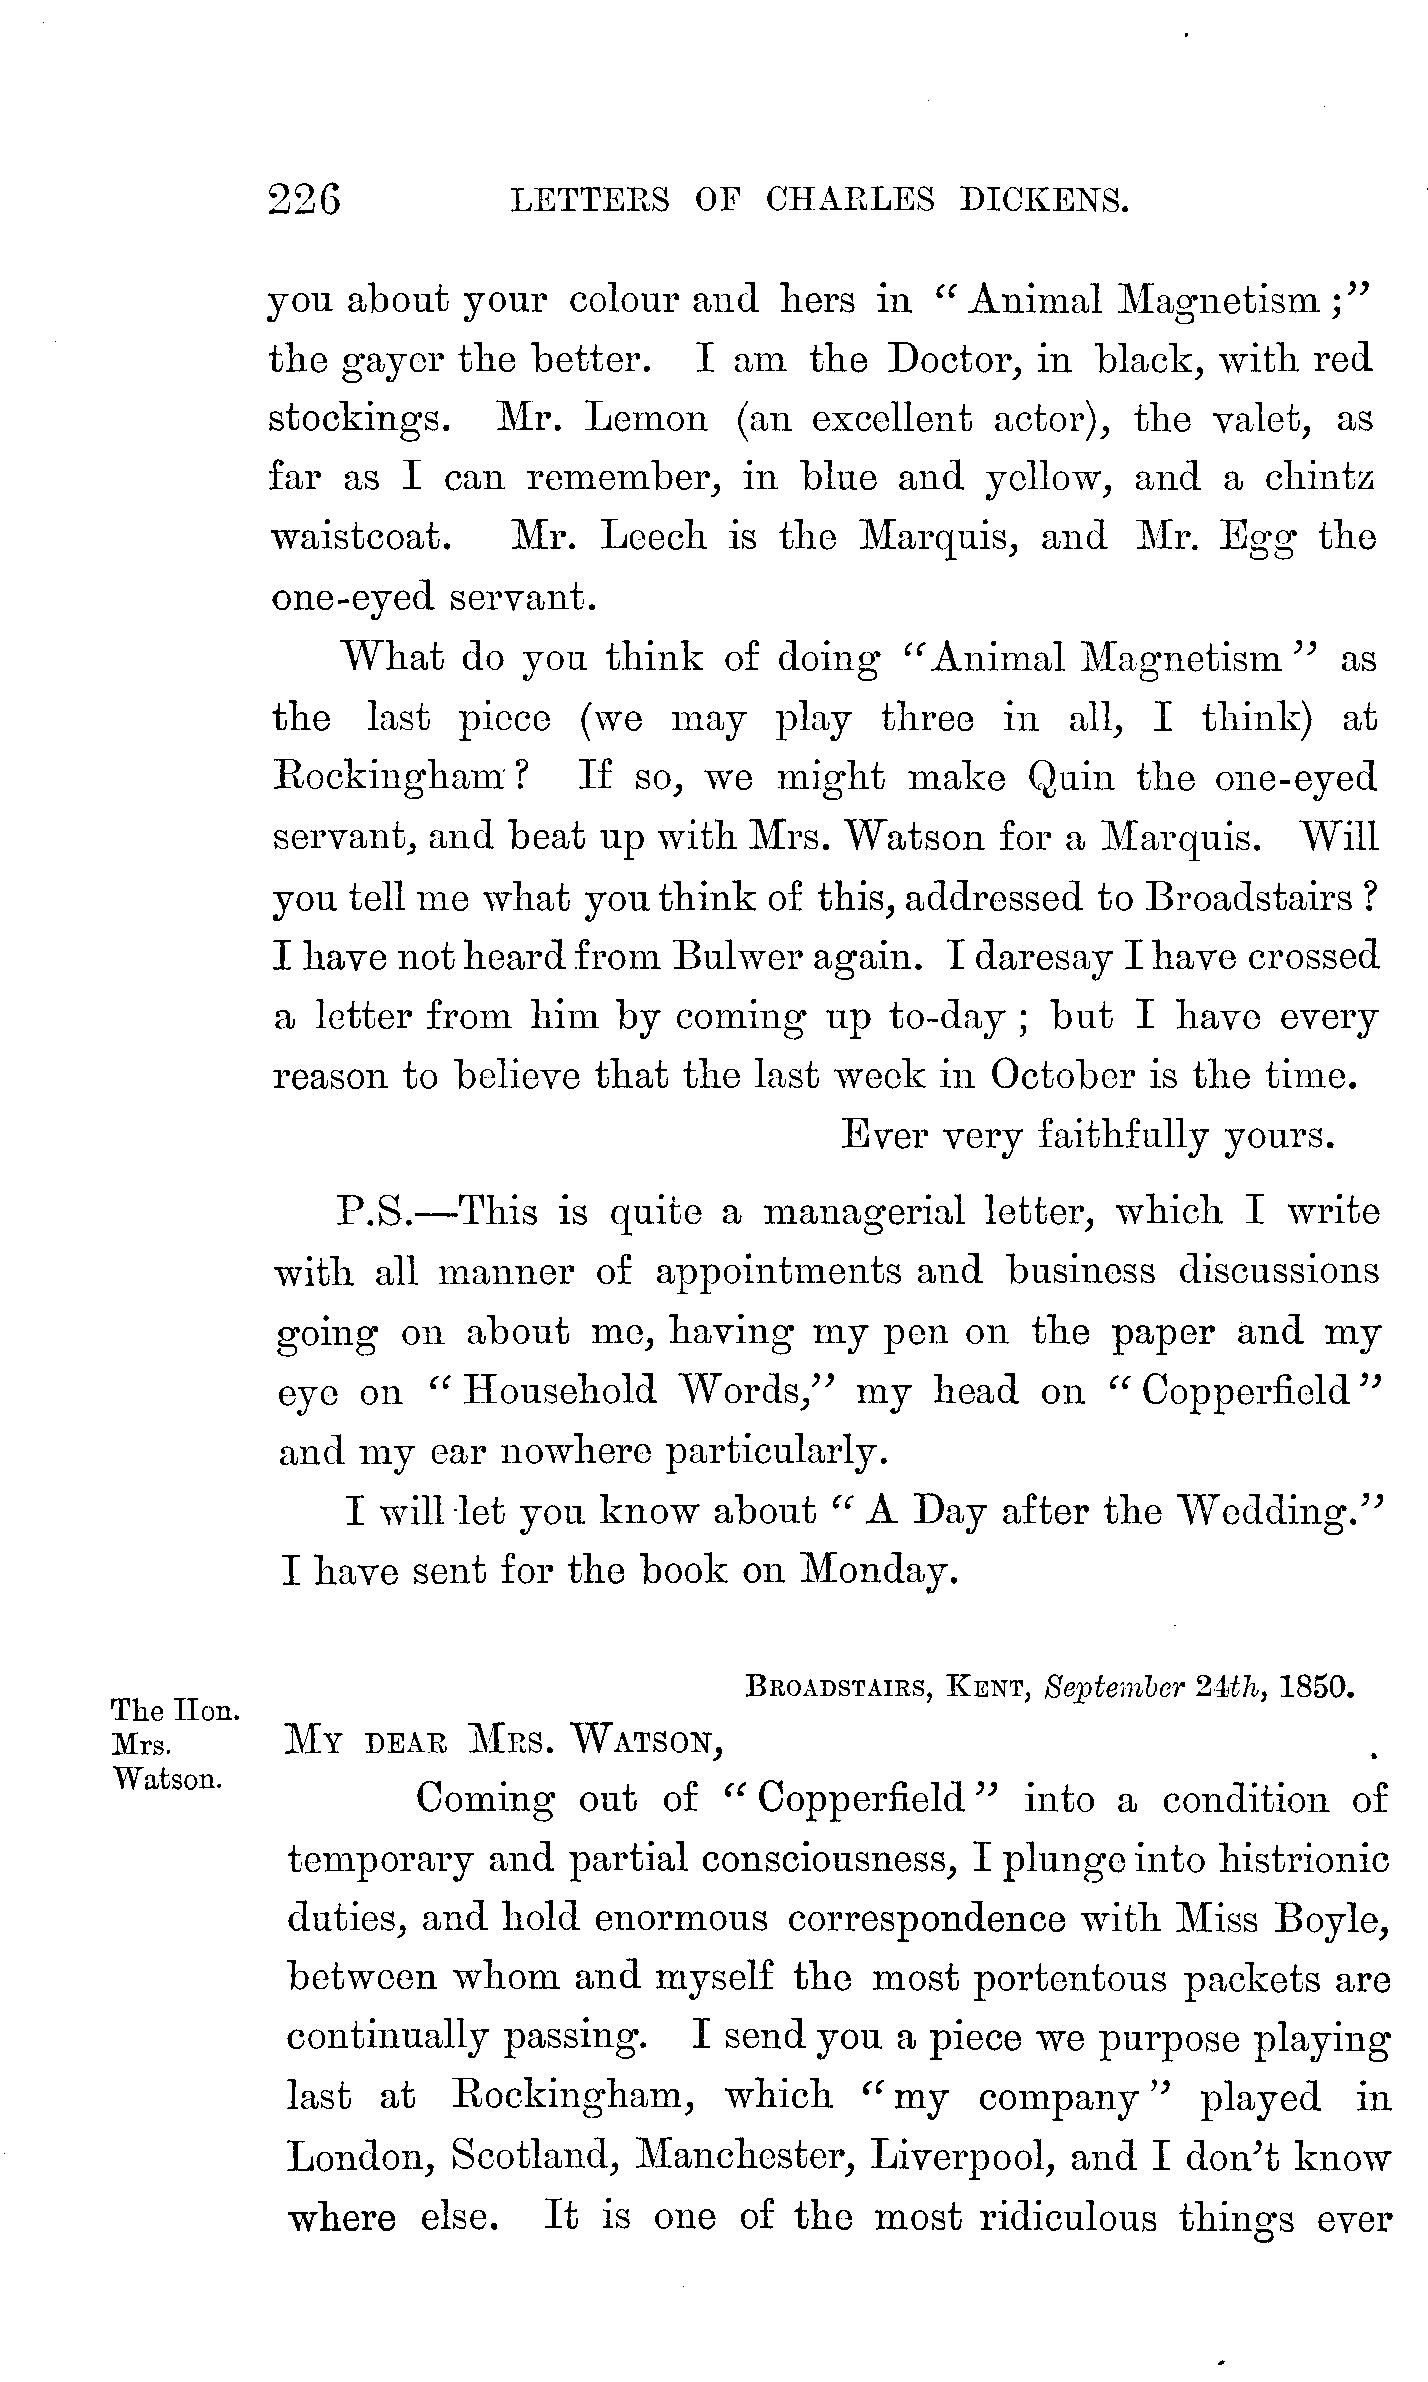 226 LETTERS OF CHARLES DICKENS.
you about your colour and hers in “ Animal Magnetism ;”
the gayer the better. I am the Doctor, in black, with red
stockings. Mr. Lemon (an excellent actor), the valet, as
far as I can remember, in blue and yellow, and a chintz
waistcoat. Mr. Leech is the Marquis, and Mr. Egg the
one-eyed servant.
What do you think of doing “Animal Magnetism ” as
the last piece (we may play three in all, I think) at
Rockingham ? If so, we might make Quin the one-eyed
servant, and beat up with Mrs. Watson for a Marquis. Will
you tell me what you think of this, addressed to Broadstairs ?
I have not heard from Bulwer again. I daresay I have crossed
a letter from him by coming up to-day ; but I have every
reason to believe that the last week in October is the time.
Ever very faithfully yours.
P.S.—This is quite a managerial letter, which I write
with all manner of appointments and business discussions
going on about me, having my pen on the paper and my
eye on “ Household Words,” my head on “ Copperfield ”
and my ear nowhere particularly.
I will let you know about “ A Day after the Wedding.”
I have sent for the book on Monday.
BROADSTAIRS, KENT, September 24th, 1850.
The Hon.
Mrs.
Watson.
MY DEAR MRS. WATSON,
Coming out of “ Copperfield ” into a condition of
temporary and partial consciousness, I plunge into histrionic
duties, and hold enormous correspondence with Miss Boyle,
between whom and myself the most portentous packets are
continually passing. I send you a piece we purpose playing
last at Rockingham, which “ my company ” played in
London, Scotland, Manchester, Liverpool, and I don’t know
where else. It is one of the most ridiculous things ever